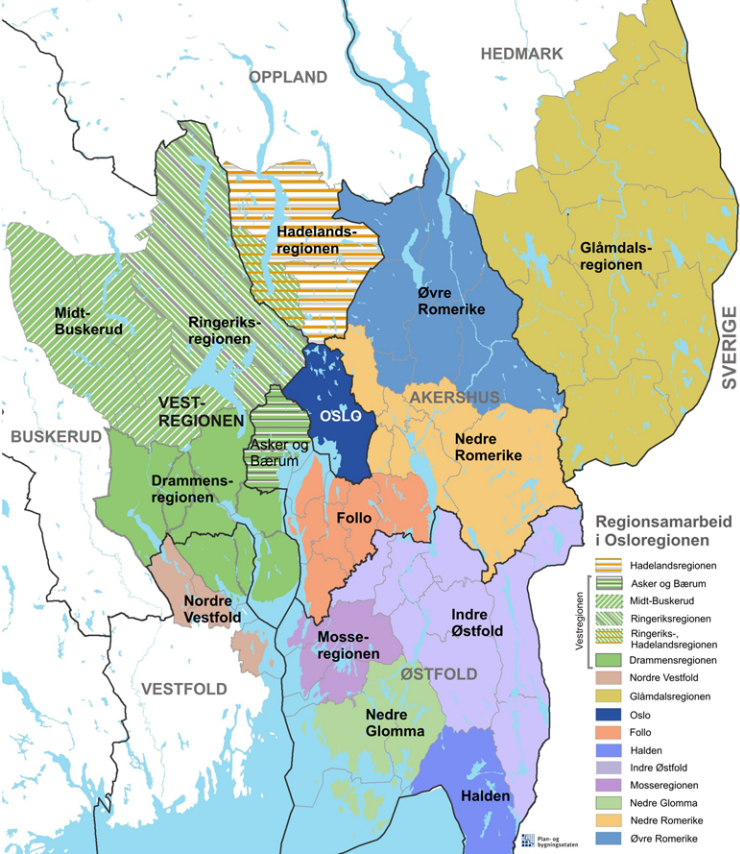 HEDMARK
OPPLAND
Hadelands-
regionen
Glåmdals-
regionen
Øvre
Romerike
Midt-
Buskerud
Ringeriks-
regionen
SVERIGE
VEST-
REGIONEN
OSLO
AKERSHUS
BUSKERUD
Asker og
Bærum
Nedre
Romerike
Drammens-
regionen
Follo
Nordre
Vestfold
Indre
Østfold
Mosse-
regionen
ØSTFOLD
VESTFOLD
Nedre
Glomma
Halden
Regionsamarbeid
i Osloregionen
Hadelandsregionen
Vestregionen
Asker og Bærum
Midt-Buskerud
Ringeriksregionen
Ringeriks-,
Hadelandsregionen
Drammensregionen
Nordre Vestfold
Glåmdalsregionen
Oslo
Follo
Halden
Indre Østfold
Mosseregionen
Nedre Glomma
Nedre Romerike
Øvre Romerike
Plan- og
bygningsetaten